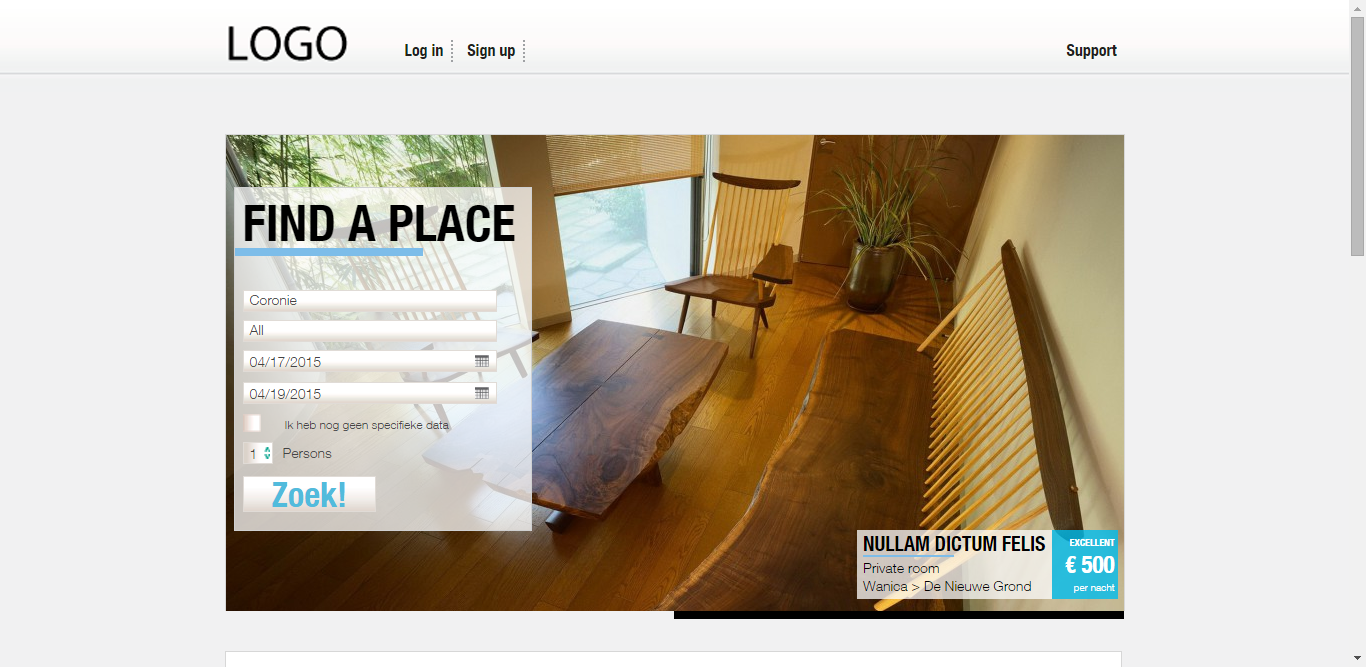 LOGO
Log in
Sign up
Support
FIND A PLACE
Coronie
All
04/17/2015
04/19/2015
Ik heb nog geen specifieke data
1 Persons
Zoek!
NULLAM DICTUM FELIS
Private room
Wanica > De Nieuwe Grond
EXCELLENT
€ 500
per nacht